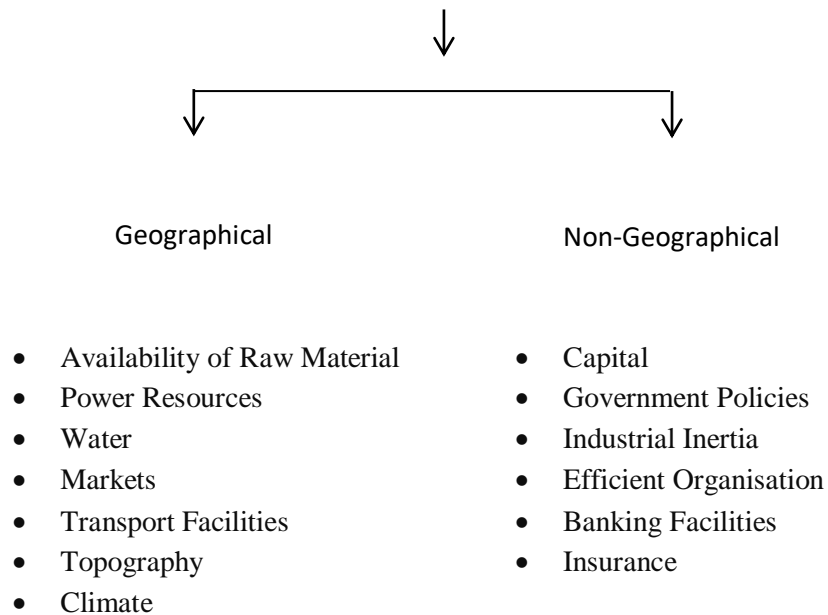 Geographical
Non-Geographical
• Availability of Raw Material
• Power Resources
• Water
• Markets
• Transport Facilities
• Topography
• Climate
• Capital
• Government Policies
• Industrial Inertia
• Efficient Organisation
• Banking Facilities
• Insurance